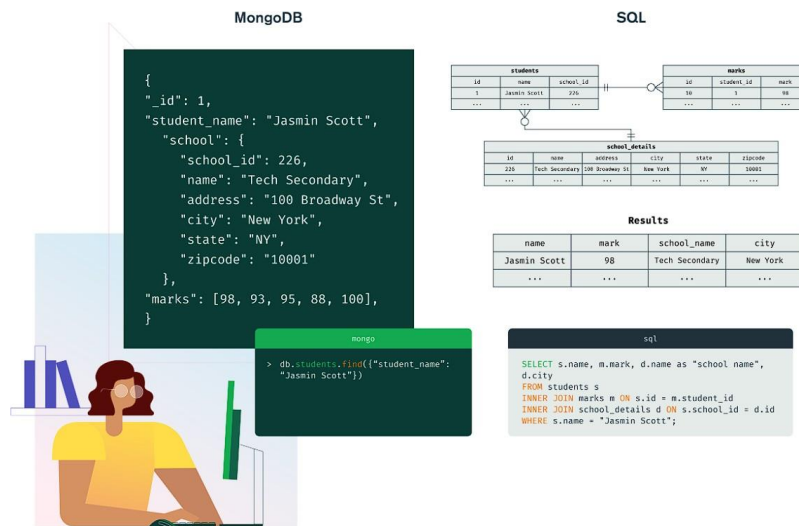 MongoDB
{
"_id": 1,
"student_name": "Jasmin Scott",
"school": {
"school_id": 226,
"name": "Tech Secondary",
"address": "100 Broadway St",
"city": "New York",
"state": "NY",
"zipcode": "10001"
},
"marks": [98, 93, 95, 88, 100],
}
mongo
> db.students.find({“student_name”:
“Jasmin Scott”})
SQL
students
id name school_id
1 Jasmin Scott 226
... ... ...
marks
id student_id mark
10 1 98
... ... ...
school_details
id name address city state zipcode
226 Tech Secondary 100 Broadway St New York NY 10001
... ... ... ... ... ...
Results
name mark school_name city
Jasmin Scott 98 Tech Secondary New York
... ... ... ...
sql
SELECT s.name, m.mark, d.name as "school name",
d.city
FROM students s
INNER JOIN marks m ON s.id = m.student_id
INNER JOIN school_details d ON s.school_id = d.id
WHERE s.name = "Jasmin Scott";